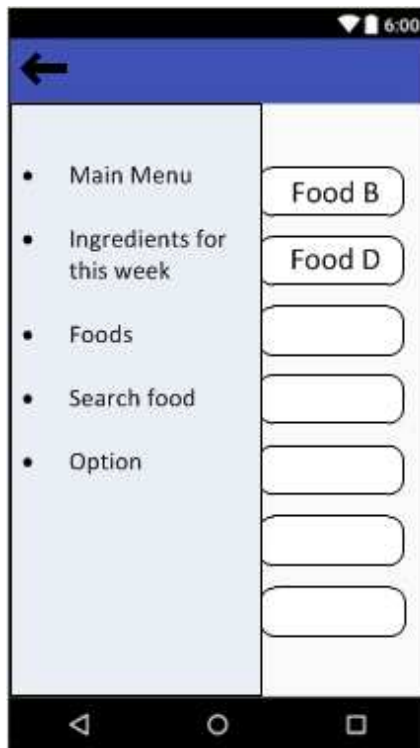 6:00
Main Menu
Ingredients for
this week
Foods
Search food
Option
Food B
Food D